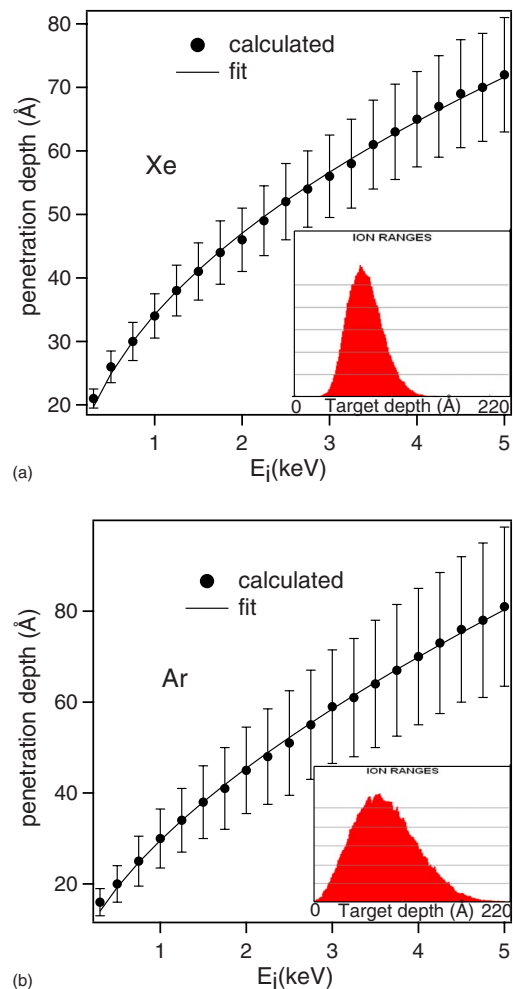 80
70
60
50
40
30
20
penetration depth (Å)
calculated
fit
Xe
ION RANGES
0 Target depth (Å) 220
1 2 3 4 5
Ei(keV)
(a)
80
60
40
20
penetration depth (Å)
calculated
fit
Ar
ION RANGES
0 Target depth (Å) 220
1 2 3 4 5
Ei(keV)
(b)